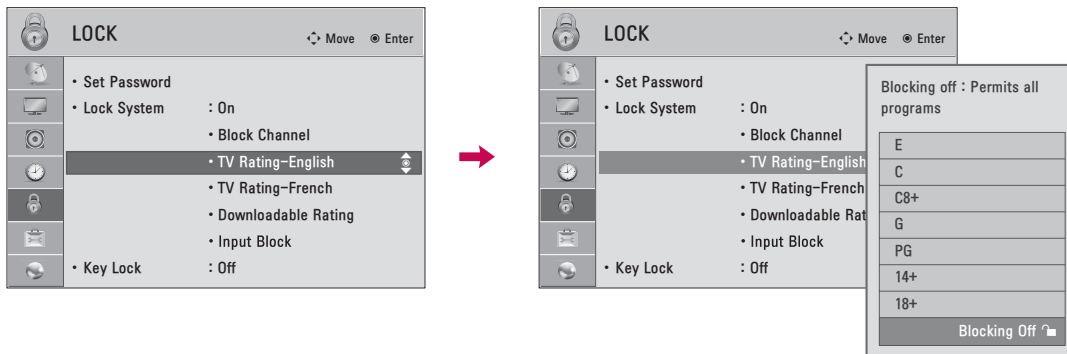 LOCK
Move Enter
• Set Password
• Lock System : On
• Block Channel
• TV Rating-English
• TV Rating-French
• Downloadable Rating
• Input Block
• Key Lock : Off
LOCK
Move Enter
• Set Password
• Lock System : On
• Block Channel
• TV Rating-English
• TV Rating-French
• Downloadable Rat
• Input Block
• Key Lock : Off
Blocking off : Permits all
programs
E
C
C8+
G
PG
14+
18+
Blocking Off